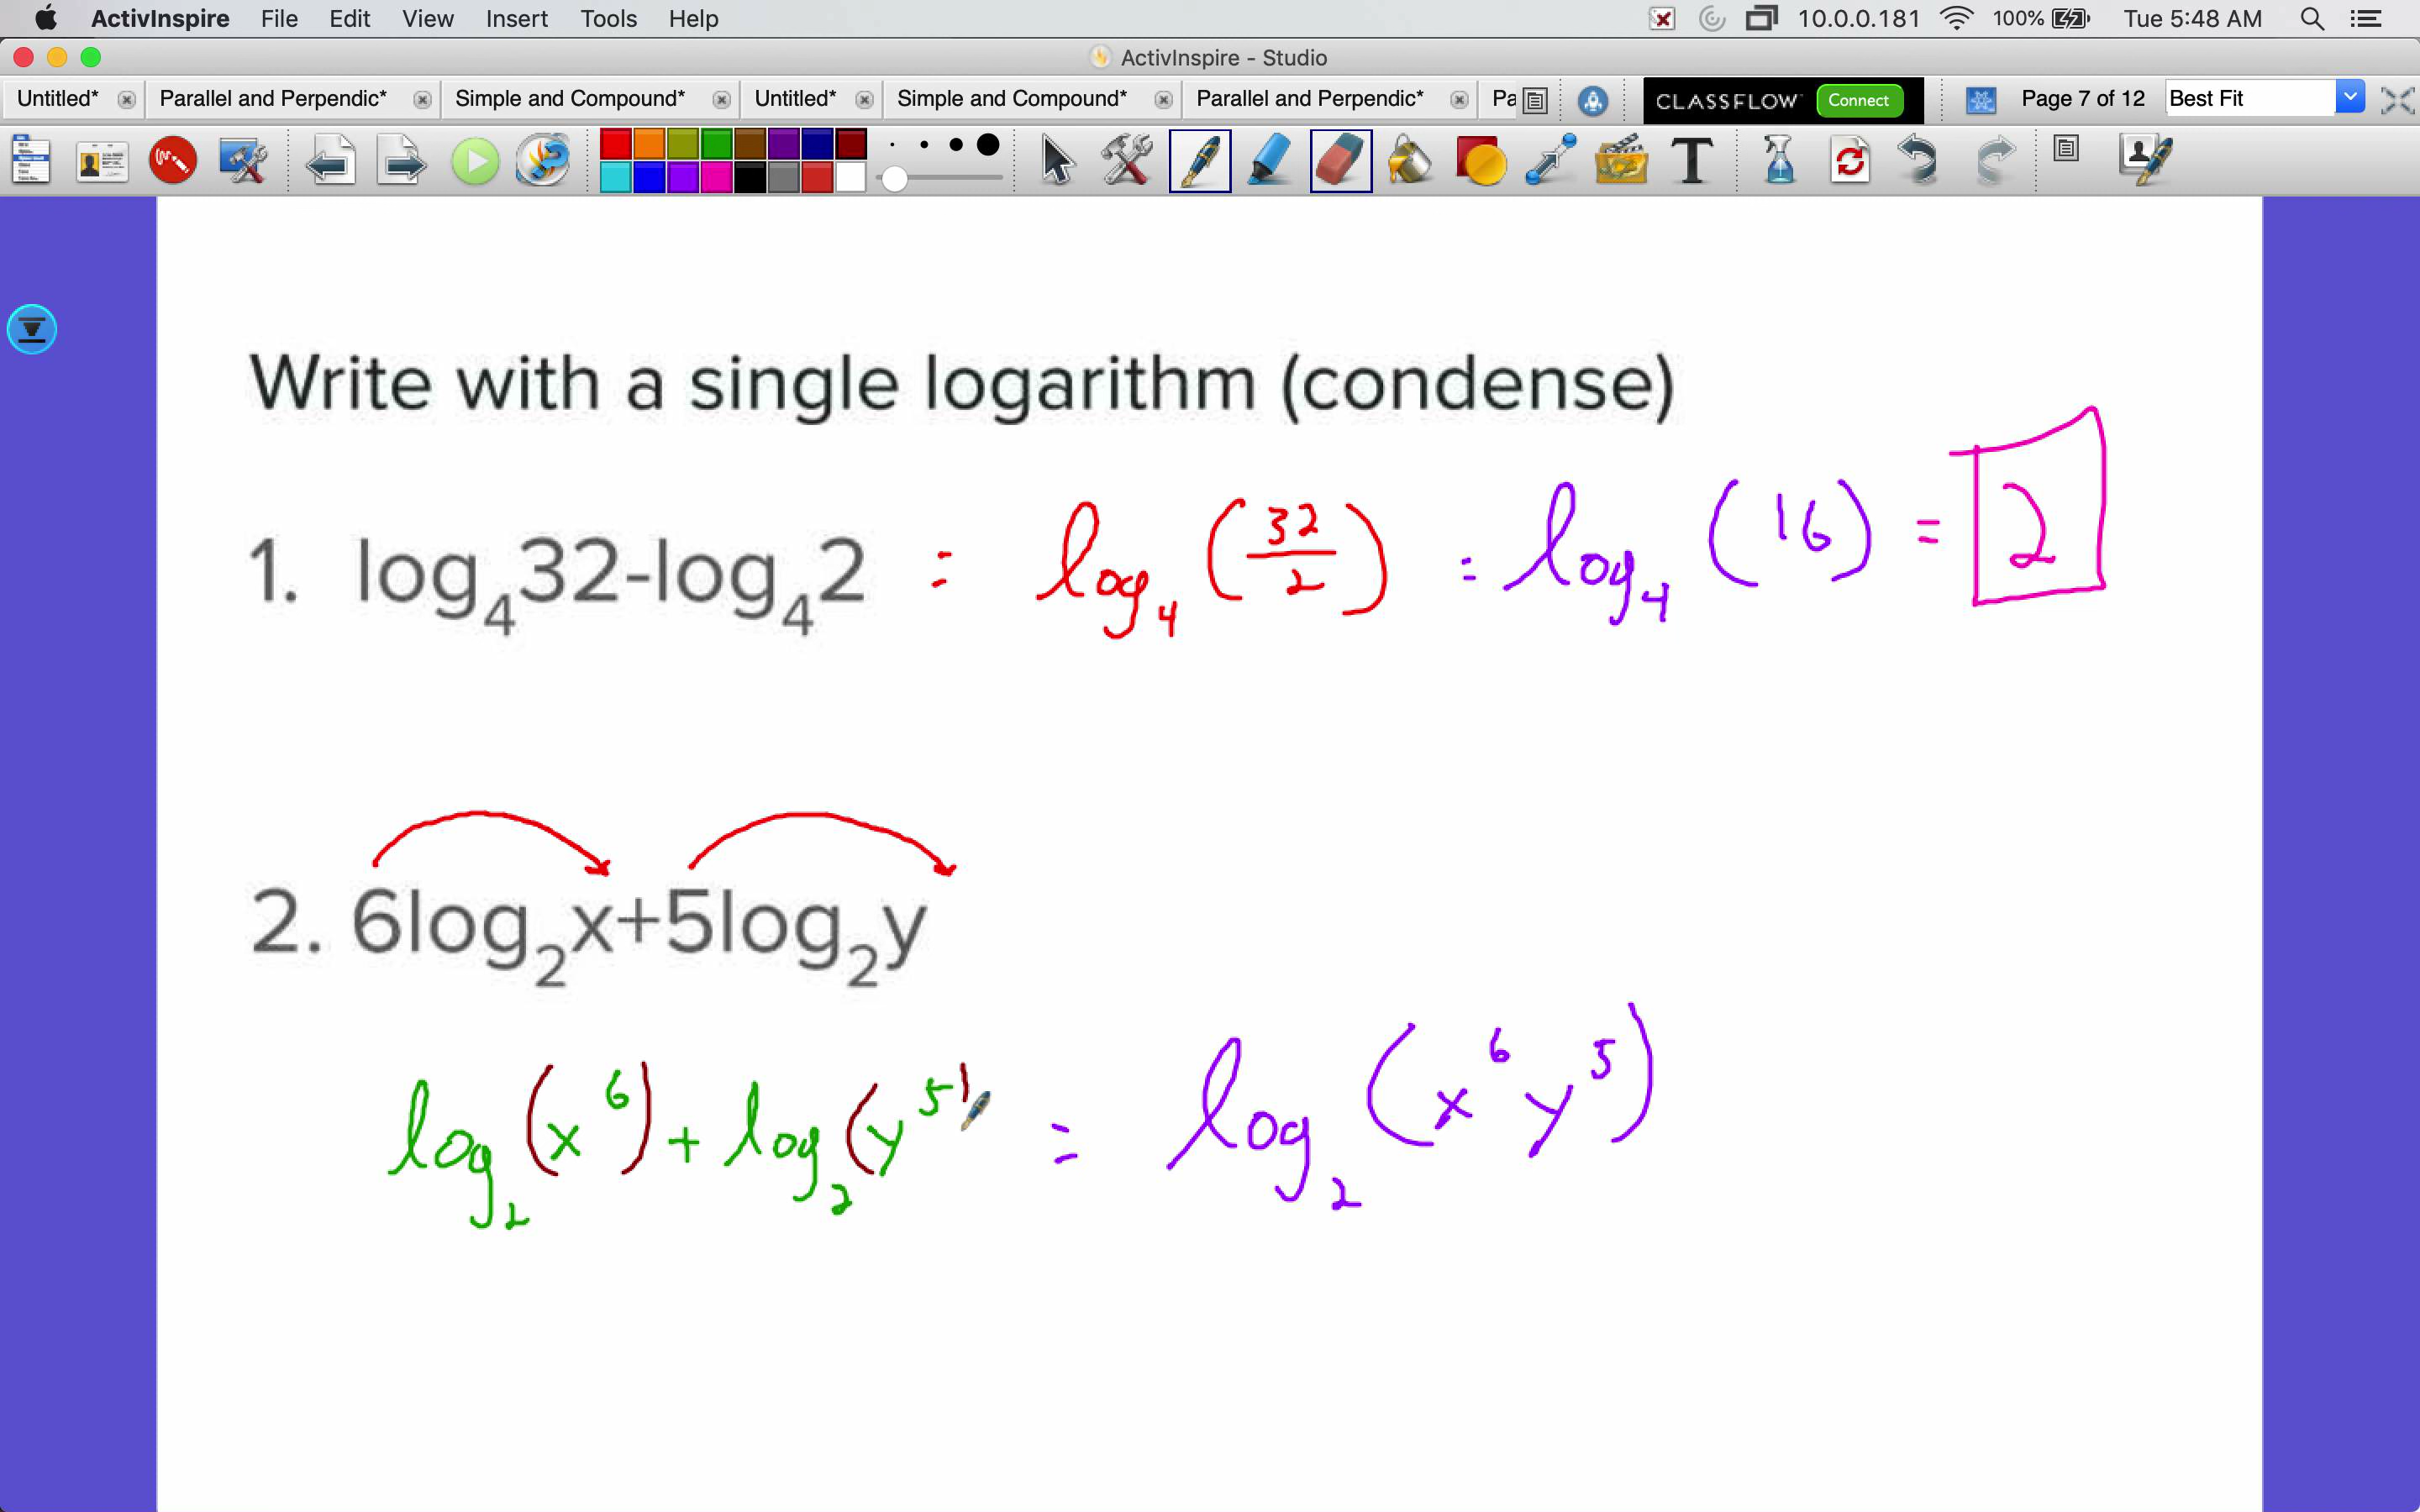 ActivInspire File Edit View Insert Tools Help 10.0.0.181 100% Tue 5:48 AM
ActivInspire - Studio
Untitled* Parallel and Perpendic* Simple and Compound* Untitled* Simple and Compound* Parallel and Perpendic* Pa CLASSFLOW Connect Page 7 of 12 Best Fit
T
Write with a single logarithm (condense)
1. log₄32-log₄2 = log₄(32/2) = log₄(16) = 2
2. 6log₂x+5log₂y
log₂(x⁶) + log₂(y⁵) = log₂(x⁶y⁵)